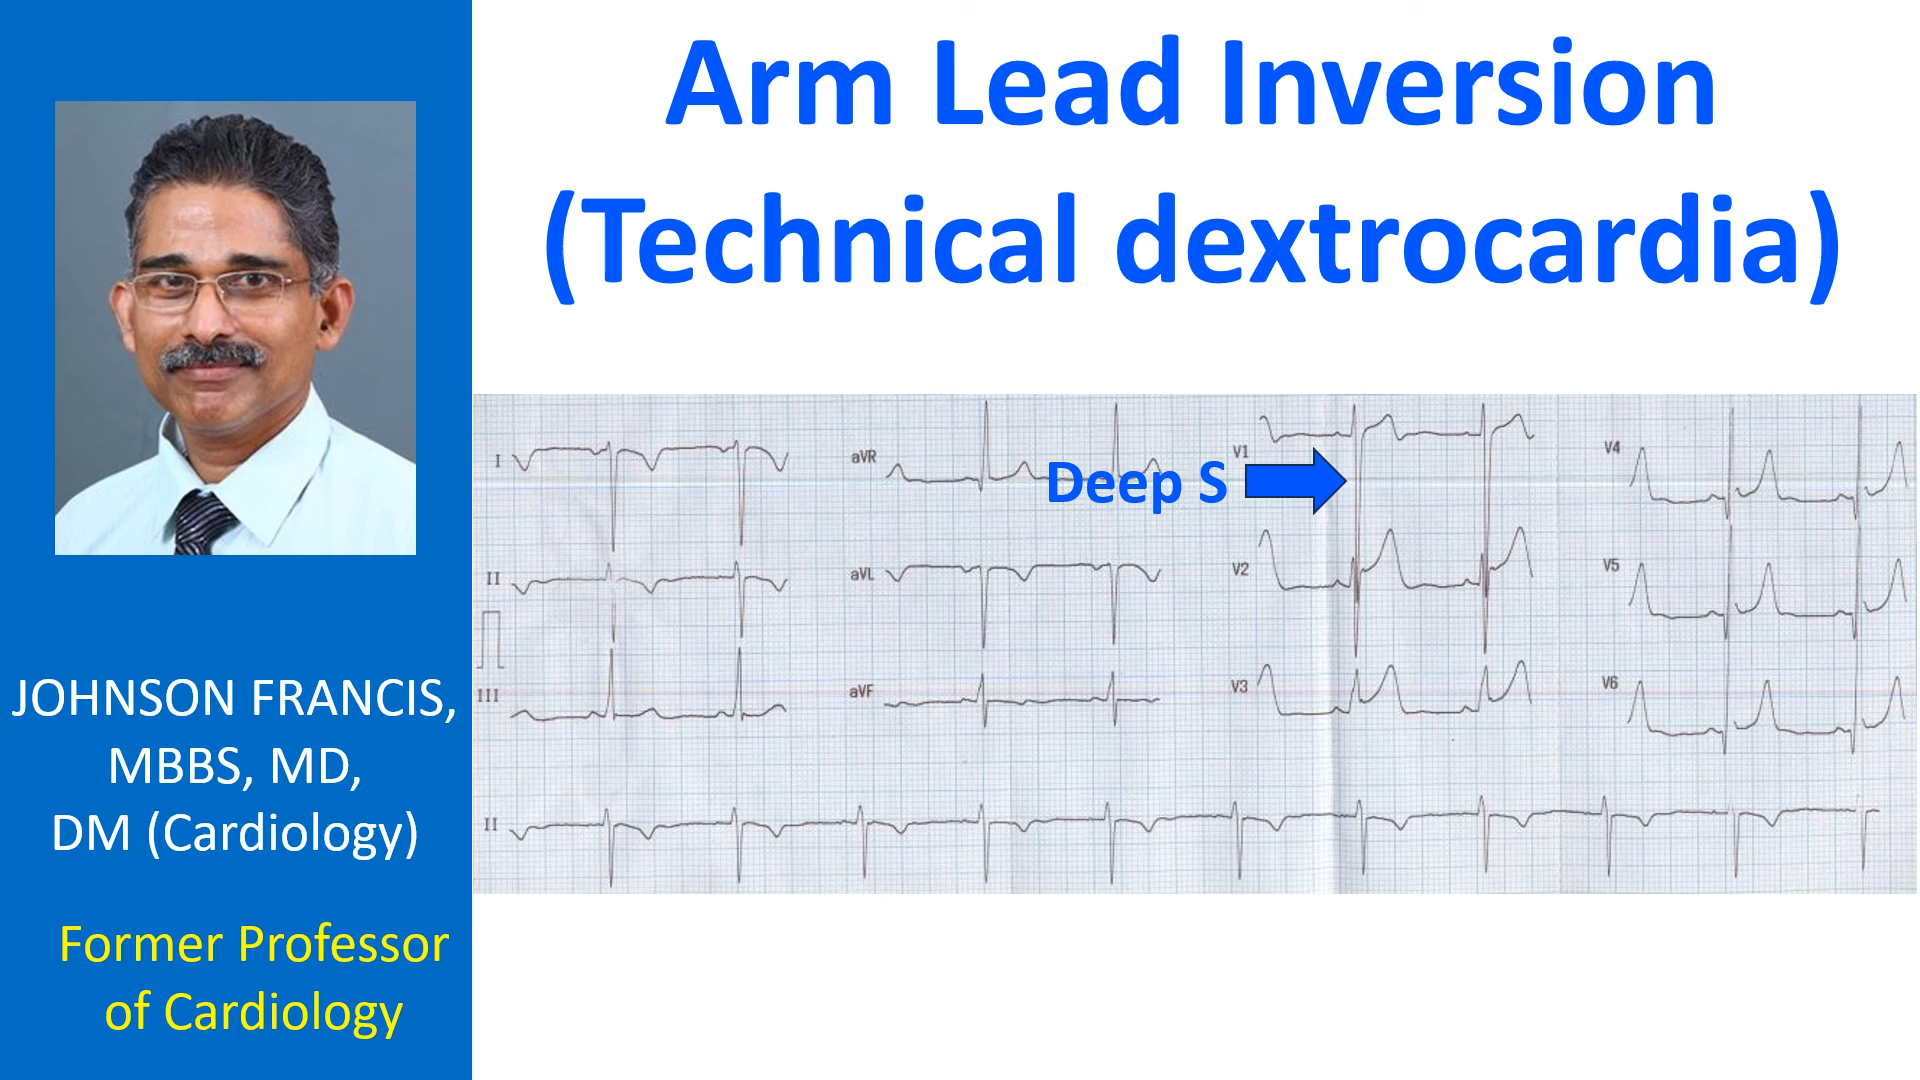 Arm Lead Inversion
(Technical dextrocardia)
JOHNSON FRANCIS,
MBBS, MD,
DM (Cardiology)
Former Professor
of Cardiology
I
aVR
V1
V4
Deep S
II
aVL
V2
V5
III
aVF
V3
V6
II